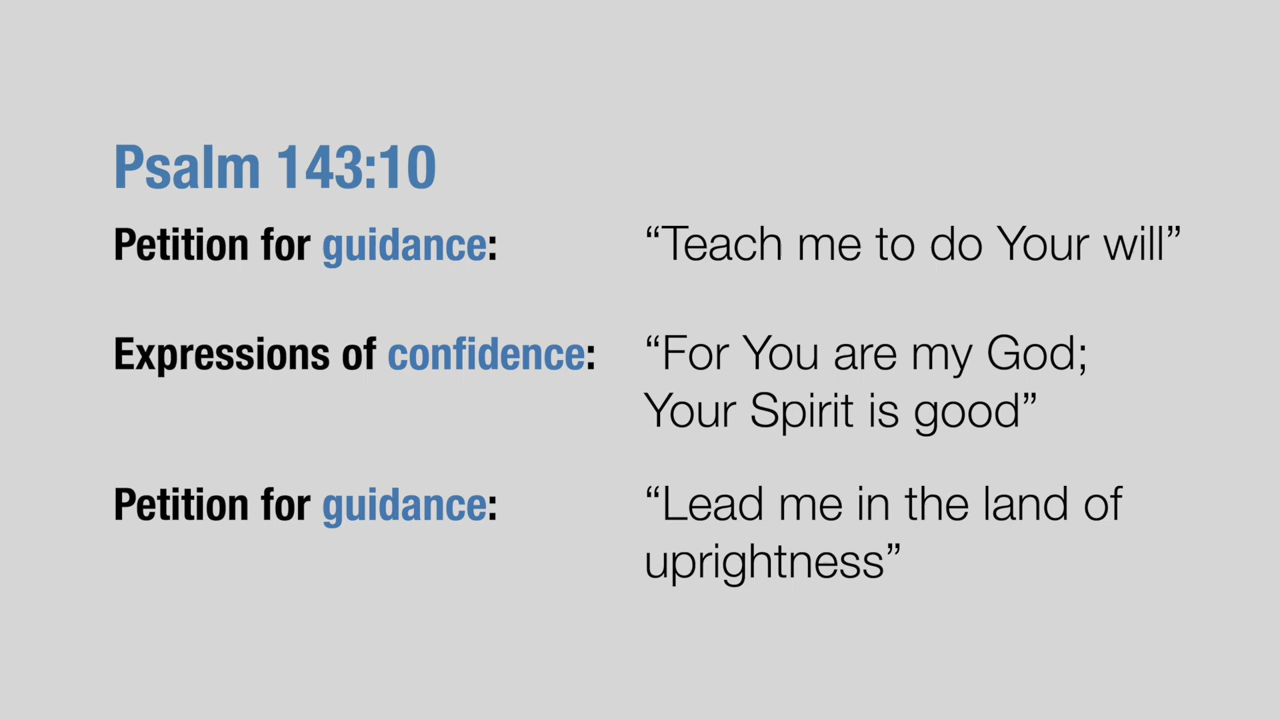 Psalm 143:10
Petition for guidance: “Teach me to do Your will”
Expressions of confidence: “For You are my God;
Your Spirit is good”
Petition for guidance: “Lead me in the land of
uprightness”